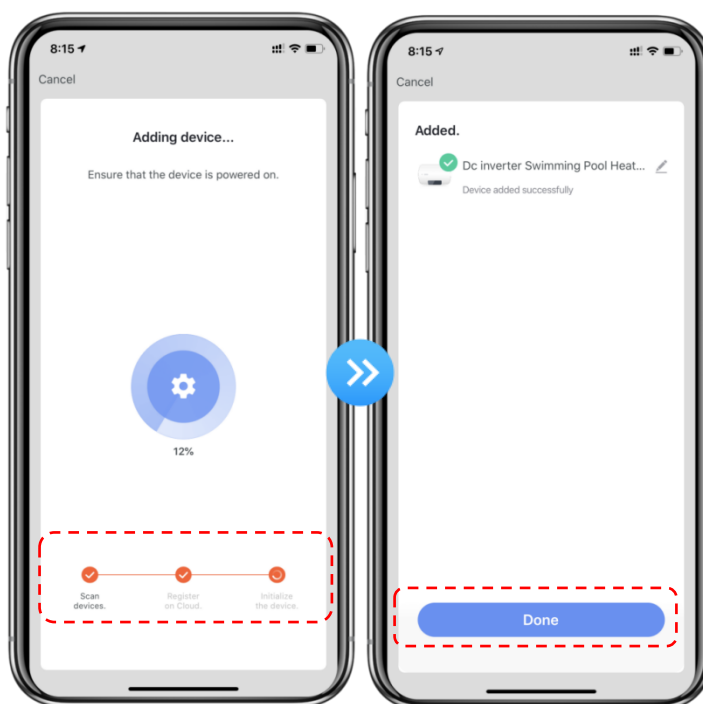 8:15
Cancel
Adding device...
Ensure that the device is powered on.
12%
Scan
devices.
Register
on Cloud.
Initialize
the device.
8:15
Cancel
Added.
Dc inverter Swimming Pool Heat...
Device added successfully
Done